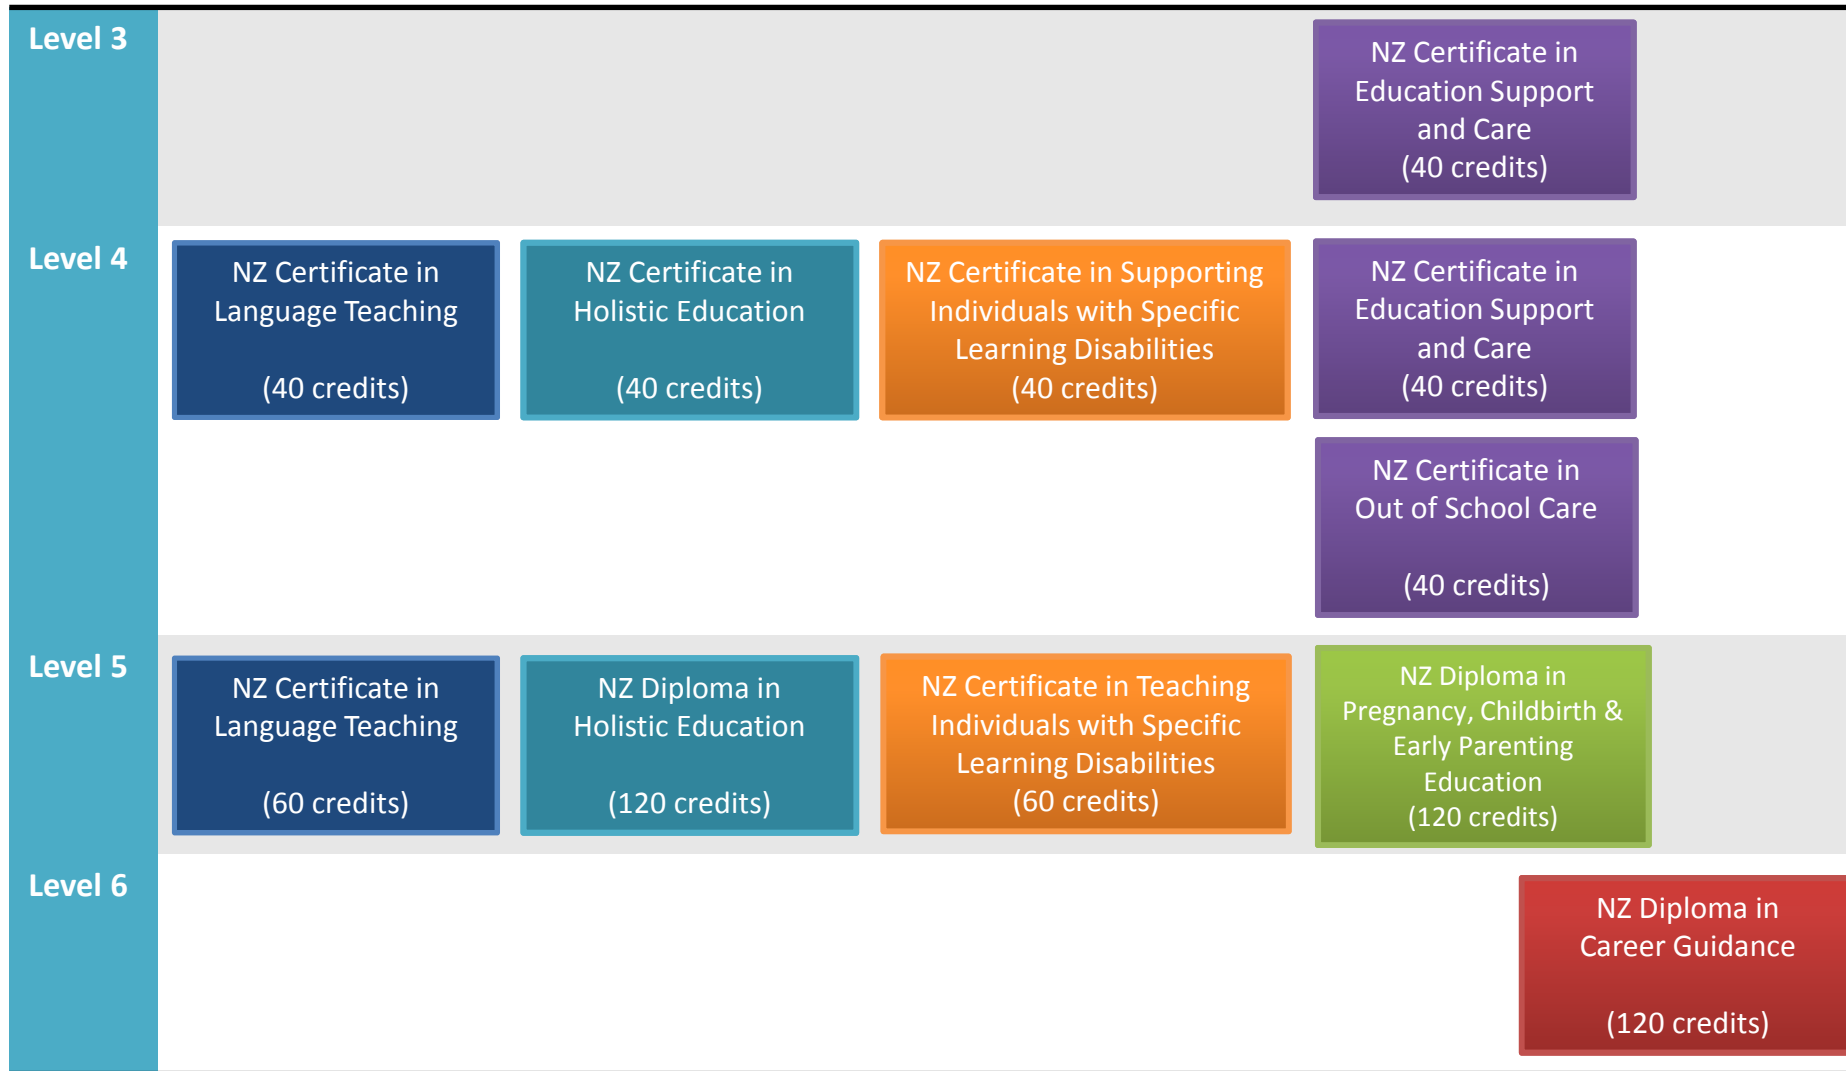 Level 3
NZ Certificate in
Education Support
and Care
(40 credits)
Level 4
NZ Certificate in
Language Teaching
(40 credits)
NZ Certificate in
Holistic Education
(40 credits)
NZ Certificate in Supporting
Individuals with Specific
Learning Disabilities
(40 credits)
NZ Certificate in
Education Support
and Care
(40 credits)
NZ Certificate in
Out of School Care
(40 credits)
Level 5
NZ Certificate in
Language Teaching
(60 credits)
NZ Diploma in
Holistic Education
(120 credits)
NZ Certificate in Teaching
Individuals with Specific
Learning Disabilities
(60 credits)
NZ Diploma in
Pregnancy, Childbirth &
Early Parenting
Education
(120 credits)
Level 6
NZ Diploma in
Career Guidance
(120 credits)